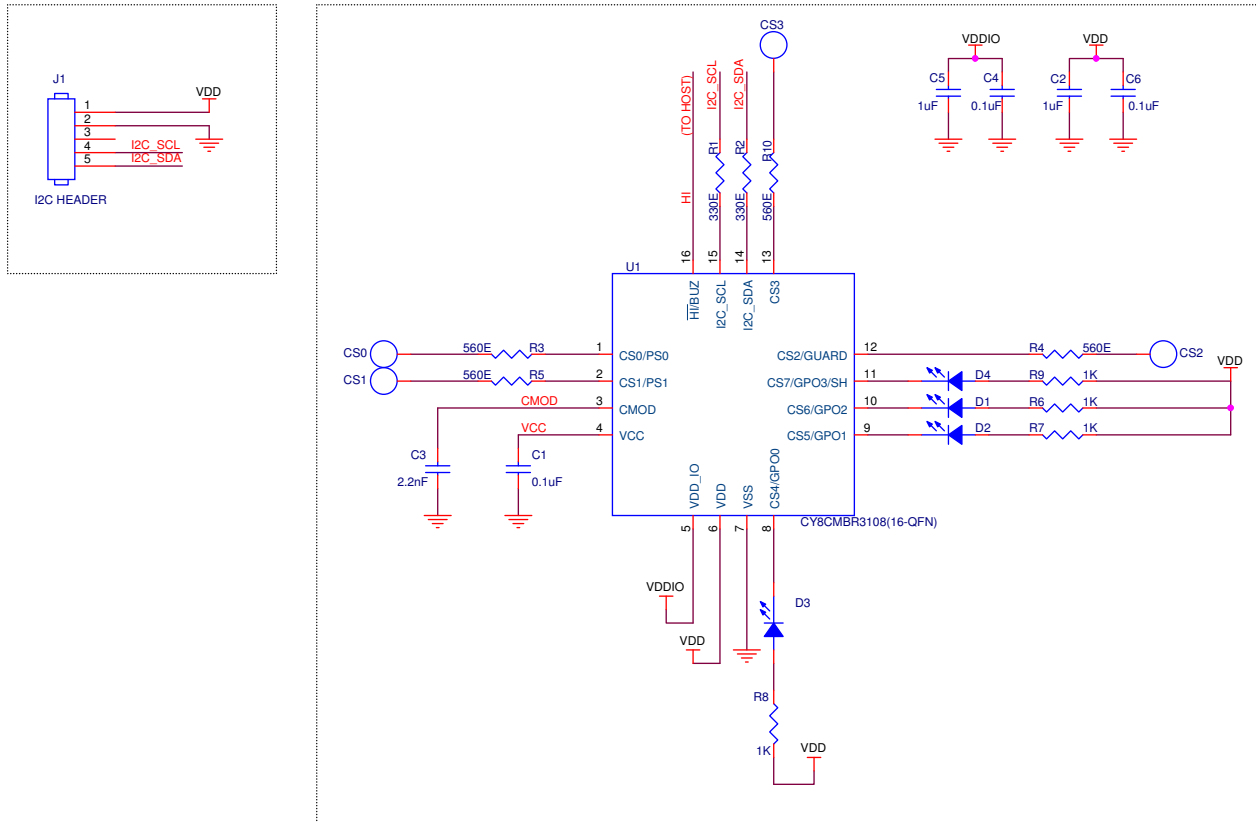 J1
1
2
3
4
5
VDD
I2C_SCL
I2C_SDA
I2C HEADER
CS3
(TO HOST)
HI
I2C_SCL
R1
330E
I2C_SDA
R2
330E
R10
560E
VDDIO
C5
1uF
C4
0.1uF
VDD
C2
1uF
C6
0.1uF
U1
16
15
14
13
HI/BUZ
I2C_SCL
I2C_SDA
CS3
CS0
560E
R3
1
CS0/PS0
CS1
560E
R5
2
CS1/PS1
CMOD
3
CMOD
VCC
4
VCC
C3
2.2nF
C1
0.1uF
CS2/GUARD
12
R4
560E
CS2
VDD
CS7/GPO3/SH
11
D4
R9
1K
CS6/GPO2
10
D1
R6
1K
CS5/GPO1
9
D2
R7
1K
VDD_IO
VDD
VSS
CS4/GPO0
5
6
7
8
CY8CMBR3108(16-QFN)
VDDIO
VDD
D3
R8
1K
VDD